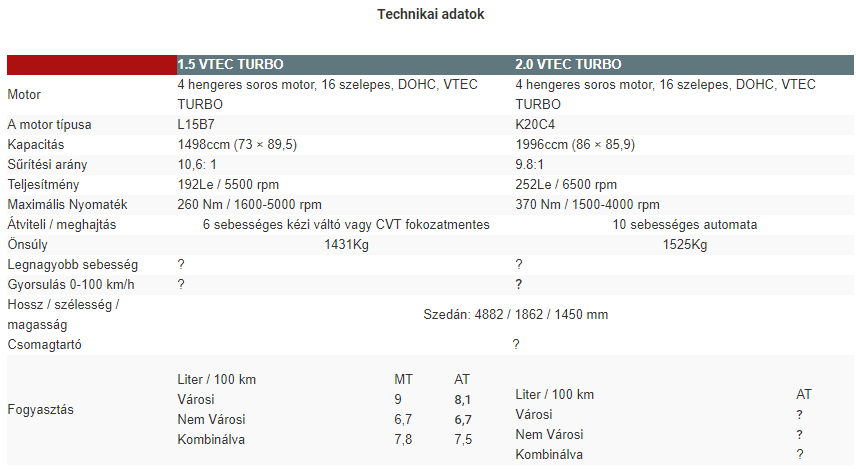 Technikai adatok
1.5 VTEC TURBO 2.0 VTEC TURBO
Motor 4 hengeres soros motor, 16 szelepes, DOHC, VTEC TURBO 4 hengeres soros motor, 16 szelepes, DOHC, VTEC TURBO
A motor típusa L15B7 K20C4
Kapacitás 1498ccm (73 × 89,5) 1996ccm (86 × 85,9)
Sűrítési arány 10,6: 1 9.8:1
Teljesítmény 192Le / 5500 rpm 252Le / 6500 rpm
Maximális Nyomaték 260 Nm / 1600-5000 rpm 370 Nm / 1500-4000 rpm
Átviteli / meghajtás 6 sebességes kézi váltó vagy CVT fokozatmentes 10 sebességes automata
Önsúly 1431Kg 1525Kg
Legnagyobb sebesség ? ?
Gyorsulás 0-100 km/h ? ?
Hossz / szélesség / magasság Szedán: 4882 / 1862 / 1450 mm
Csomagtartó ?
Fogyasztás
Liter / 100 km MT AT
Városi 9 8,1
Nem Városi 6,7 6,7
Kombinálva 7,8 7,5
Liter / 100 km AT
Városi ?
Nem Városi ?
Kombinálva ?